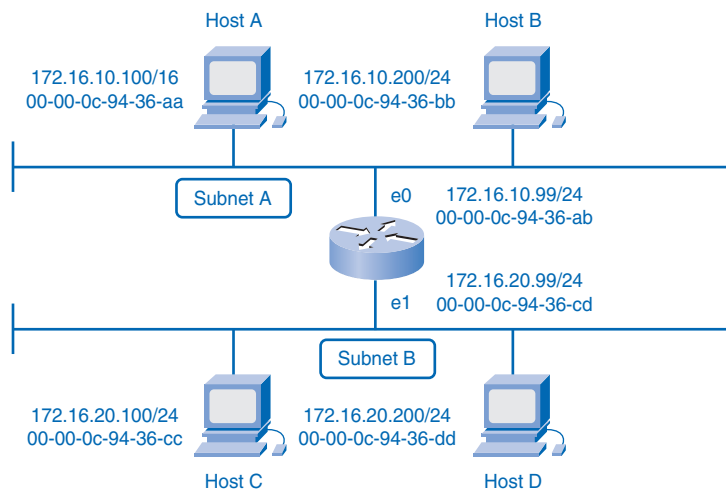 Host A
Host B
172.16.10.100/16
00-00-0c-94-36-aa
172.16.10.200/24
00-00-0c-94-36-bb
Subnet A
e0
172.16.10.99/24
00-00-0c-94-36-ab
172.16.20.99/24
00-00-0c-94-36-cd
e1
Subnet B
172.16.20.100/24
00-00-0c-94-36-cc
172.16.20.200/24
00-00-0c-94-36-dd
Host C
Host D